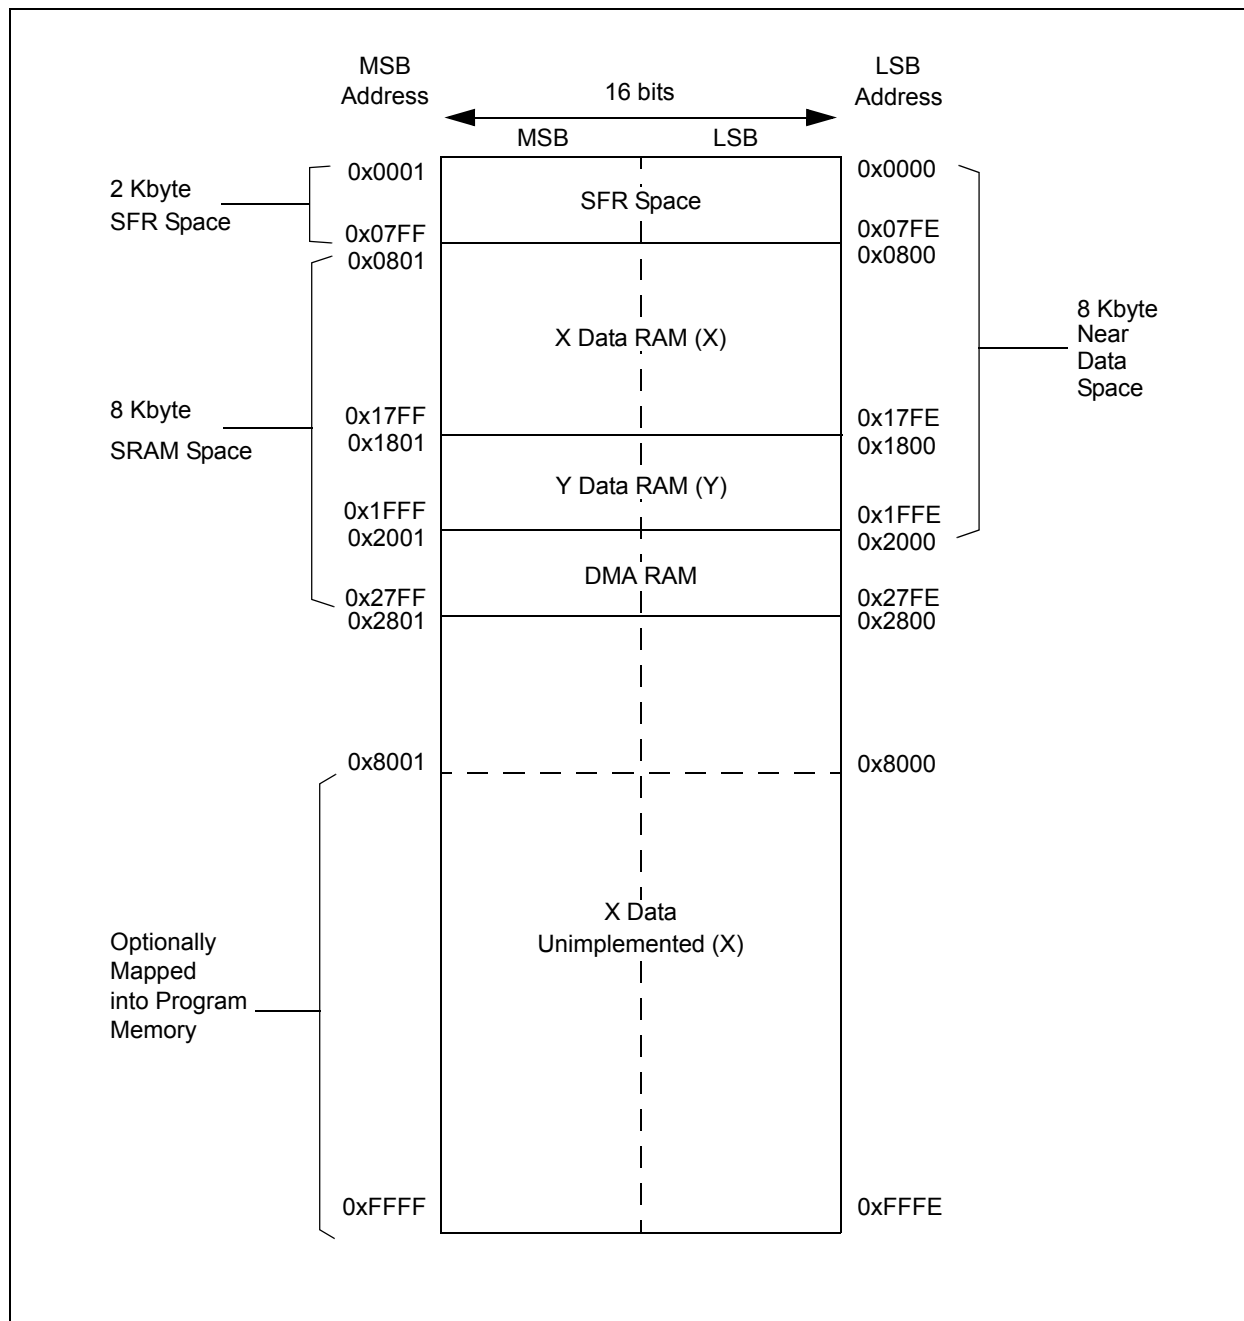 MSB
Address
16 bits
LSB
Address
MSB
LSB
0x0001
0x0000
2 Kbyte
SFR Space
SFR Space
0x07FF
0x07FE
0x0801
0x0800
X Data RAM (X)
8 Kbyte
Near
Data
Space
8 Kbyte
SRAM Space
0x17FF
0x17FE
0x1801
0x1800
Y Data RAM (Y)
0x1FFF
0x1FFE
0x2001
0x2000
DMA RAM
0x27FF
0x27FE
0x2801
0x2800
0x8001
0x8000
X Data
Unimplemented (X)
Optionally
Mapped
into Program
Memory
0xFFFF
0xFFFE